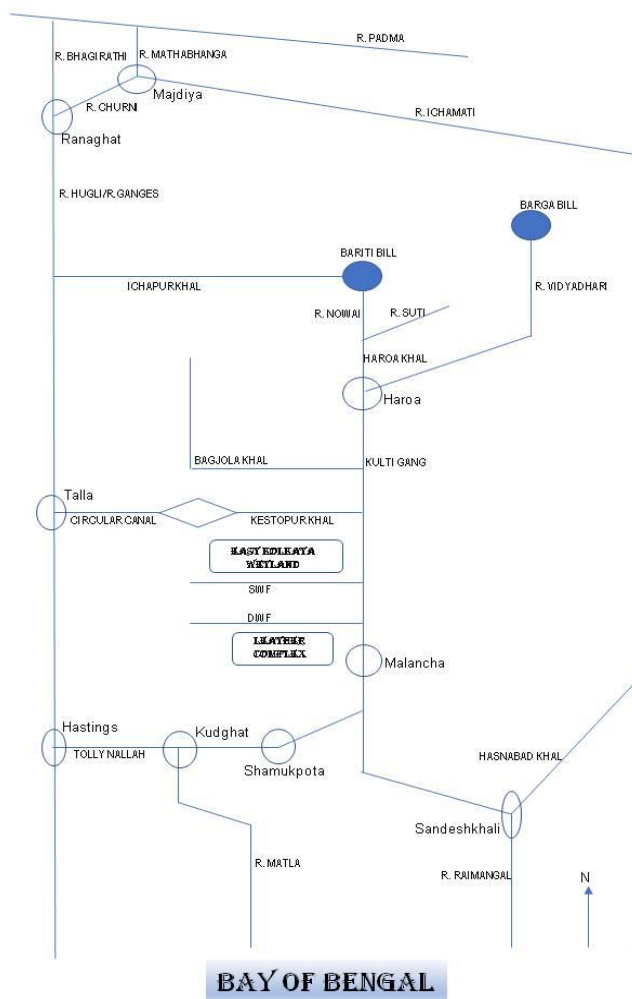 R. PADMA
R. BHAGIRATHI
R. MATHABHANGA
Majdiya
R. CHURNI
R. ICHAMATI
Ranaghat
R. HUGLI/R GANGES
BARGA BILL
BARITI BILL
ICHAPUR KHAL
R. VIDYADHARI
R. NOWAI
R. SUTI
HAROA KHAL
Haroa
BAGJOLA KHAL
KULTI GANG
Talla
CIRCULAR CANAL
KESTOPUR KHAL
EAST KOLKATA
WETLAND
SWF
DWF
LEATHER
COMPLEX
Malancha
Hastings
Kudghat
TOLLY NALLAH
Shamukpota
HASNABAD KHAL
Sandeshkhali
R. MATLA
R. RAIMANGAL
N
BAY OF BENGAL